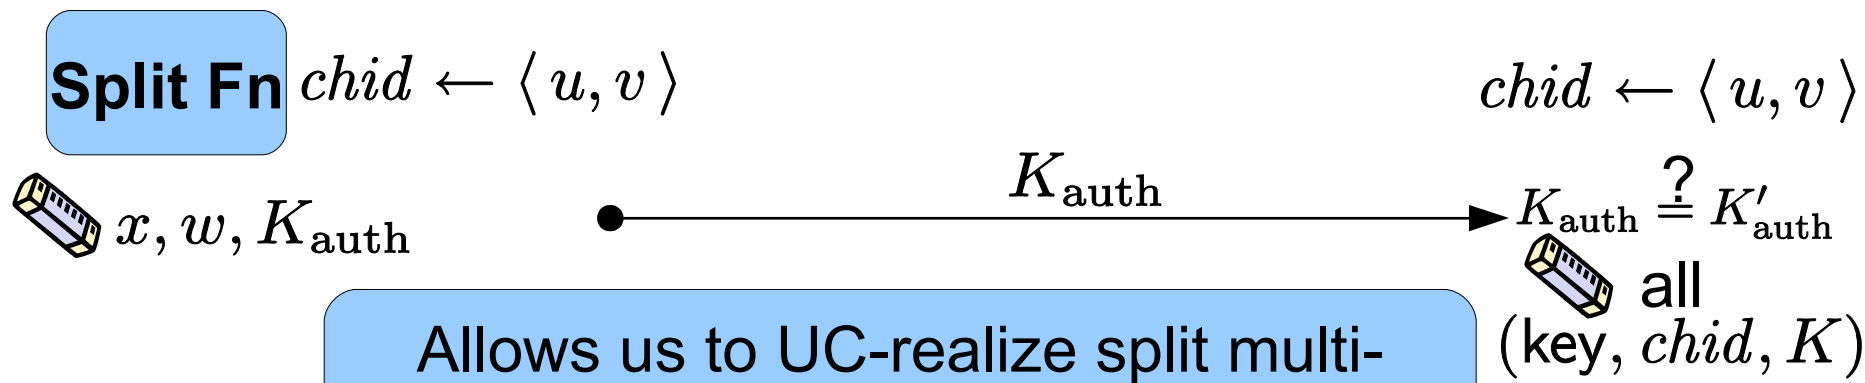 Split Fn chid ← ⟨ u, v ⟩ chid ← ⟨ u, v ⟩
x, w, K_auth K_auth K_auth ≟ K′_auth
all
(key, chid, K)
Allows us to UC-realize split multi-